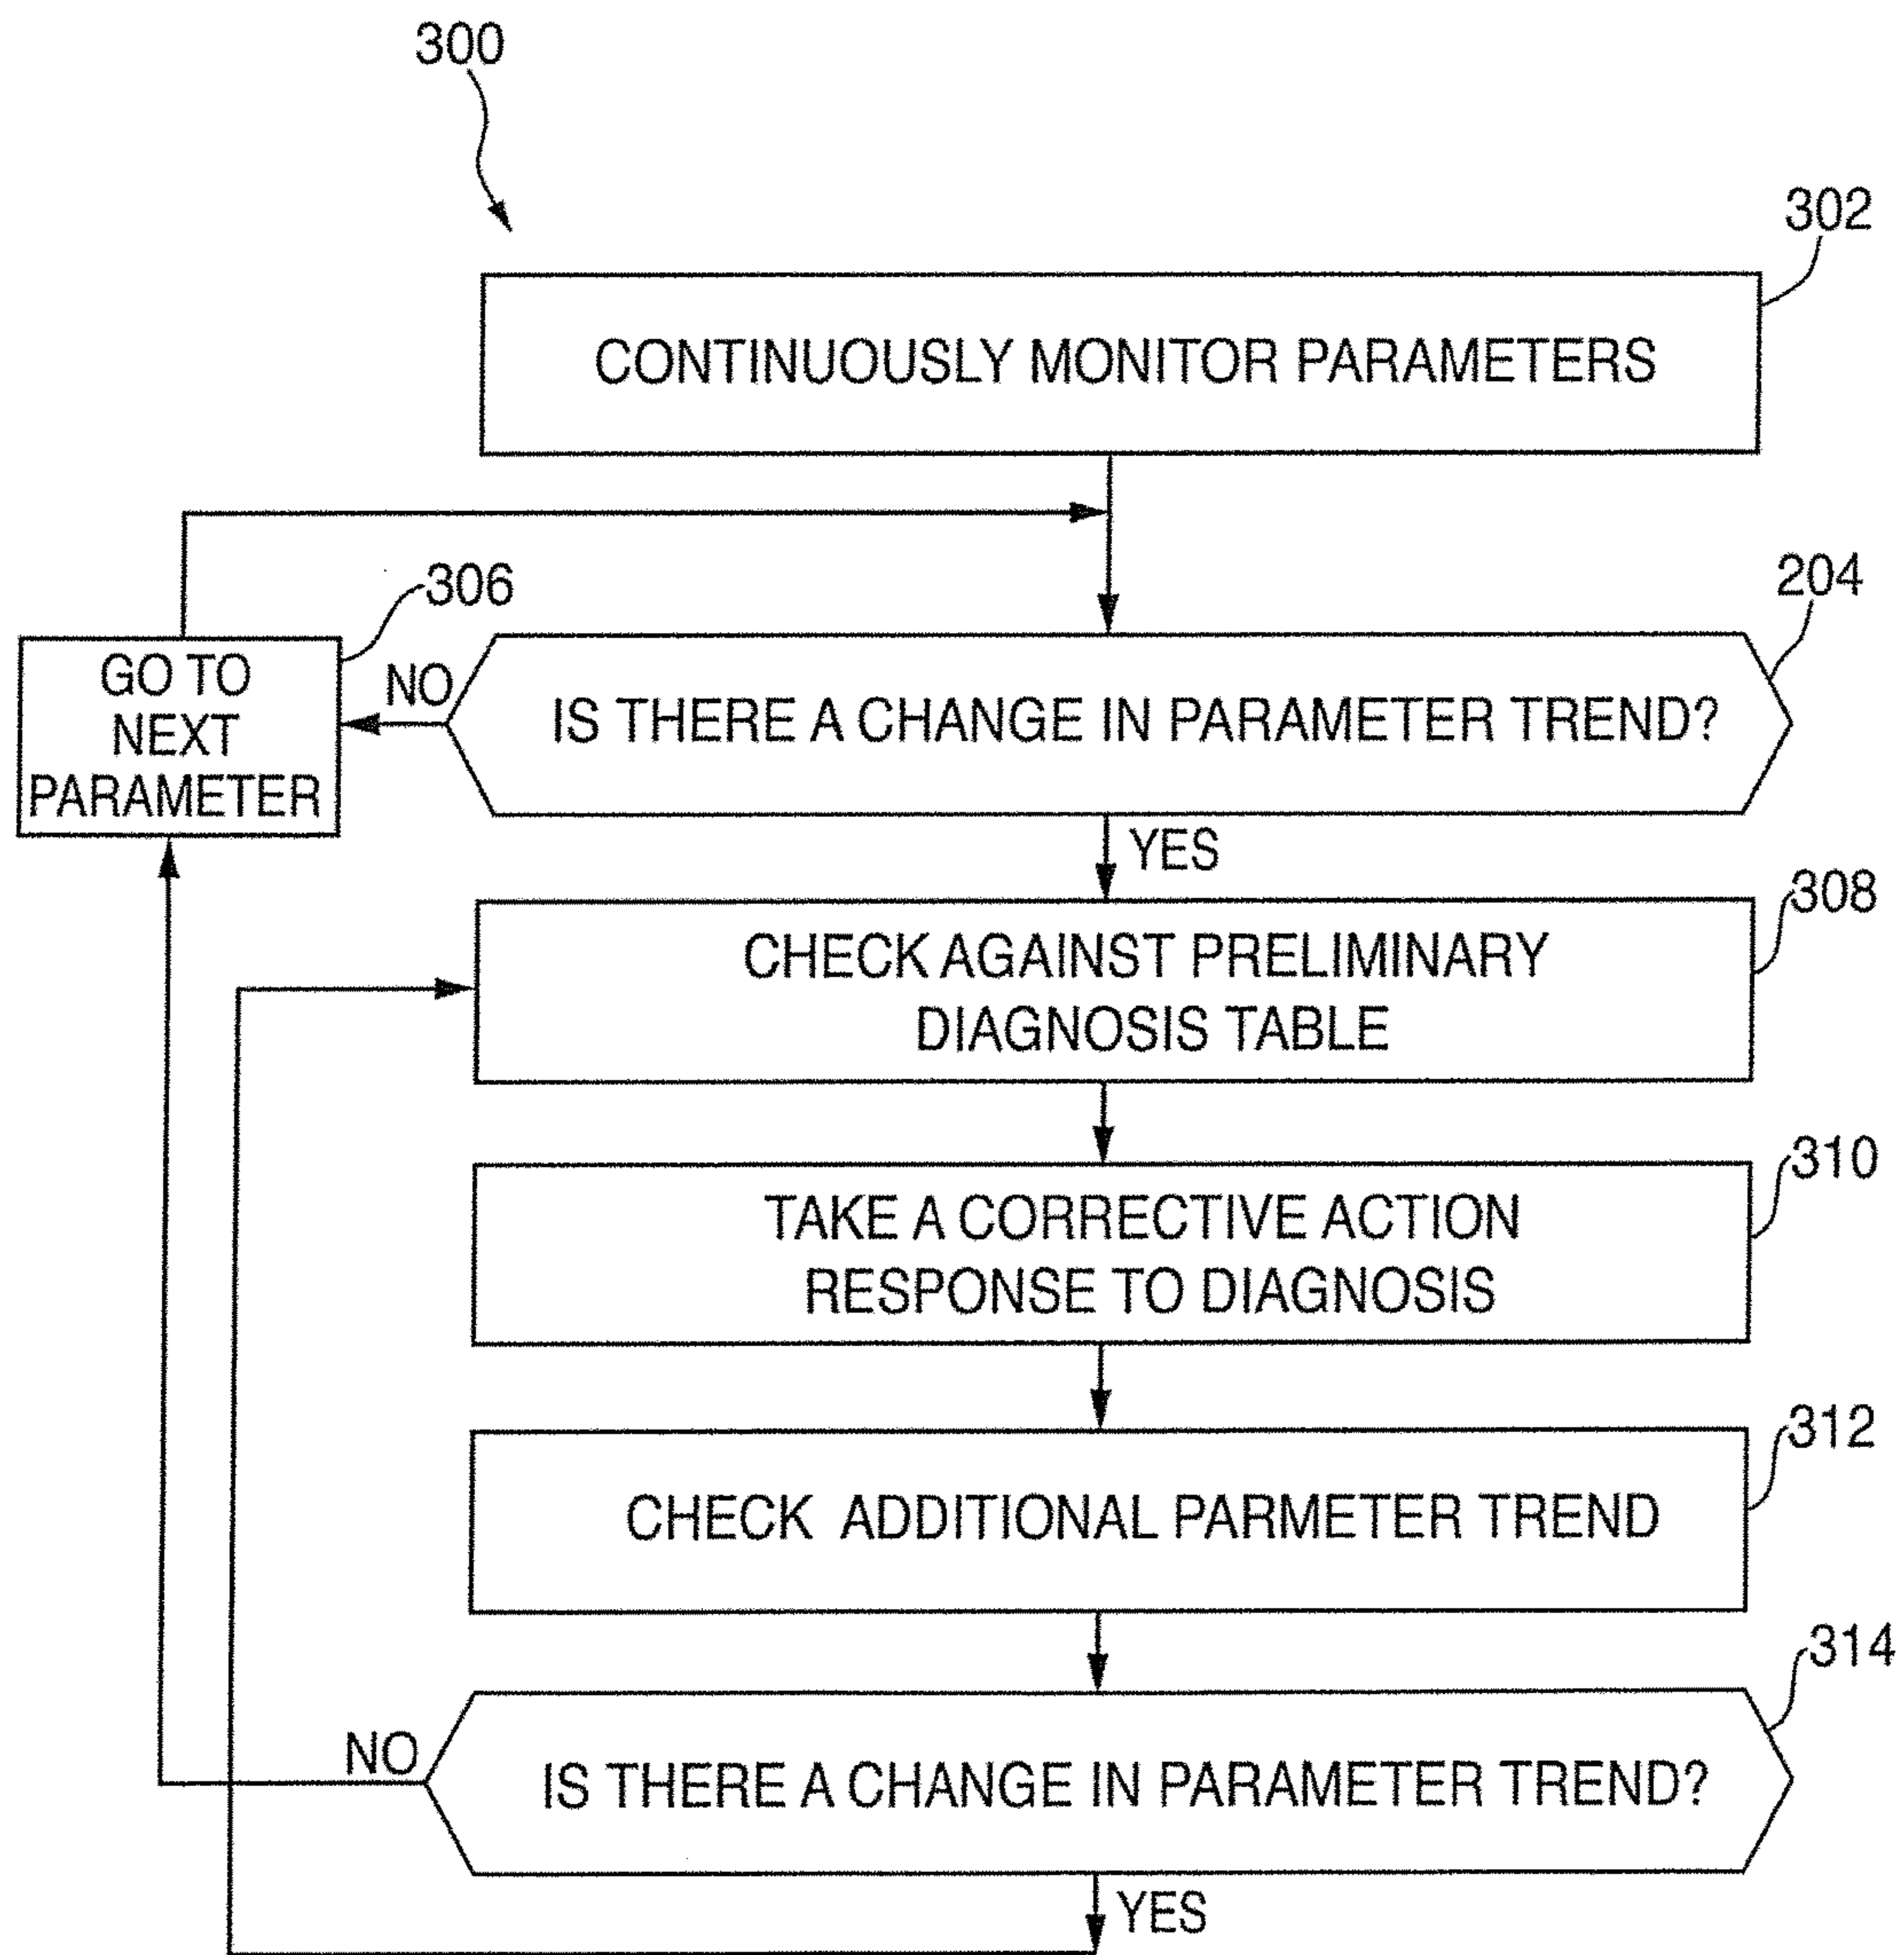 300
302
CONTINUOUSLY MONITOR PARAMETERS
306
204
GO TO
NEXT
PARAMETER
NO
IS THERE A CHANGE IN PARAMETER TREND?
YES
308
CHECK AGAINST PRELIMINARY
DIAGNOSIS TABLE
310
TAKE A CORRECTIVE ACTION
RESPONSE TO DIAGNOSIS
312
CHECK ADDITIONAL PARMETER TREND
314
NO
IS THERE A CHANGE IN PARAMETER TREND?
YES